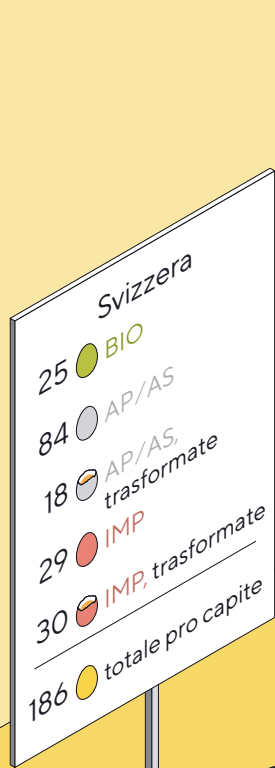 Svizzera
25 BIO
84 AP/AS
18 AP/AS,
trasformate
29 IMP
30 IMP, trasformate
186 totale pro capite